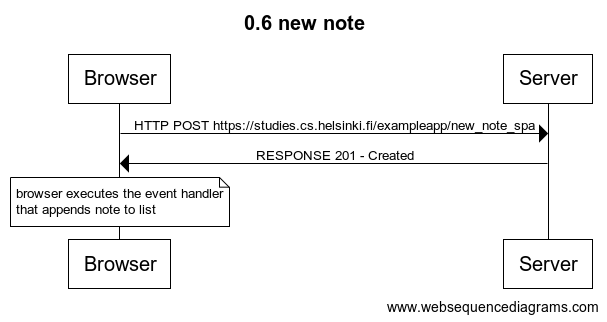 0.6 new note
Browser
Server
HTTP POST https://studies.cs.helsinki.fi/exampleapp/new_note_spa
RESPONSE 201 - Created
browser executes the event handler
that appends note to list
Browser
Server
www.websequencediagrams.com